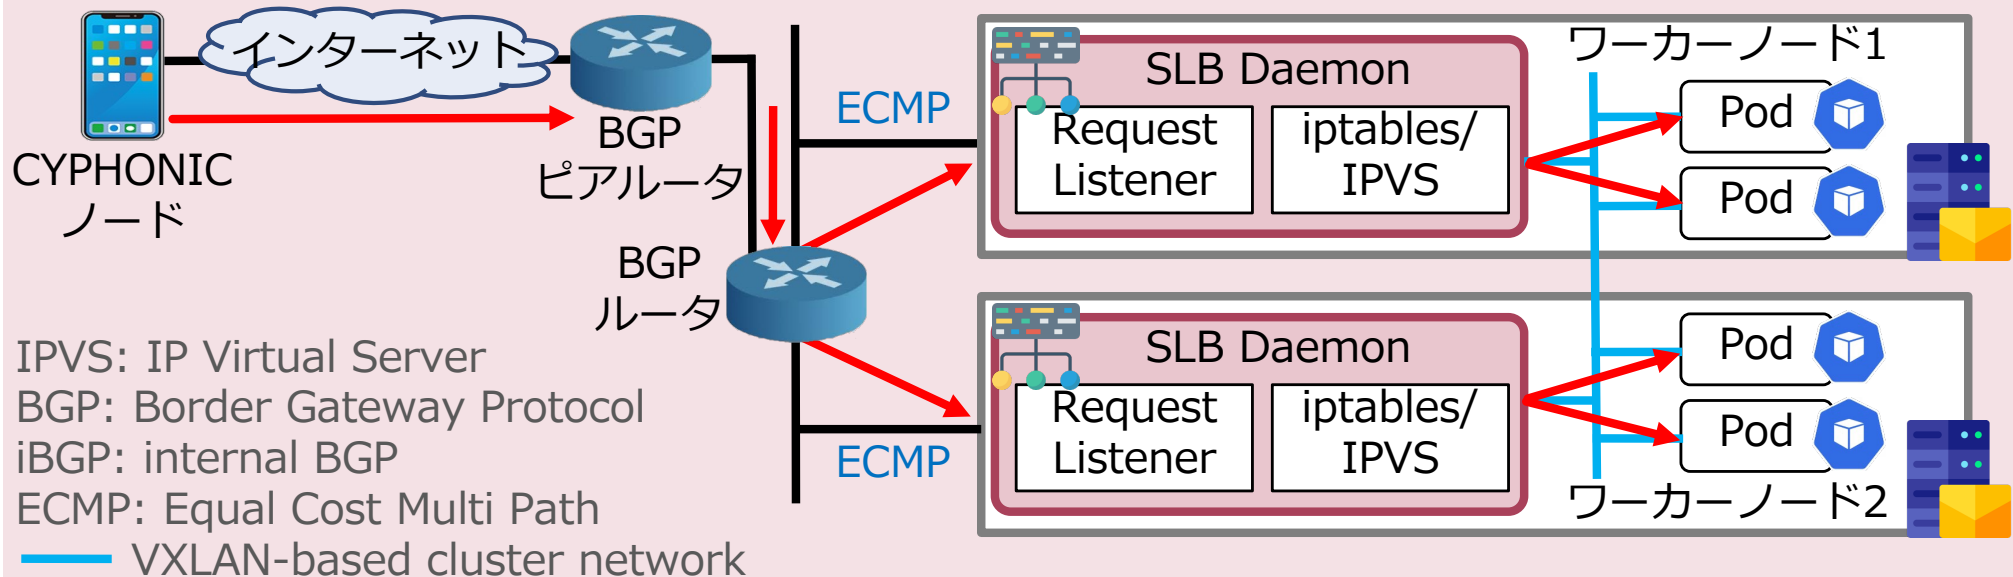 インターネット
CYPHONIC
ノード
BGP
ピアルータ
BGP
ルータ
ECMP
ECMP
SLB Daemon
Request
Listener
iptables/
IPVS
ワーカーノード1
Pod
Pod
SLB Daemon
Request
Listener
iptables/
IPVS
Pod
Pod
ワーカーノード2
IPVS: IP Virtual Server
BGP: Border Gateway Protocol
iBGP: internal BGP
ECMP: Equal Cost Multi Path
VXLAN-based cluster network